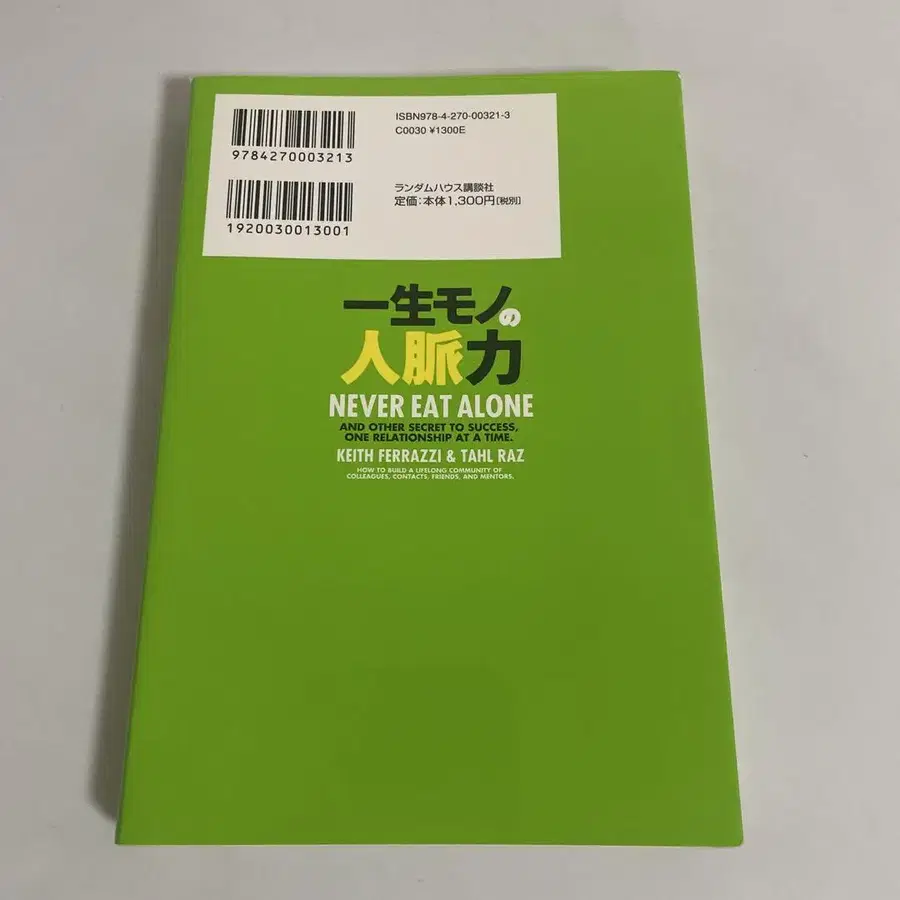 ISBN978-4-270-00321-3
C0030 ¥1300E
9784270003213
ランダムハウス講談社
定価:本体1,300円[税別]
1920030013001
一生モノの
人脈力
NEVER EAT ALONE
AND OTHER SECRET TO SUCCESS,
ONE RELATIONSHIP AT A TIME.
KEITH FERRAZZI & TAHL RAZ
HOW TO BUILD A LIFELONG COMMUNITY OF
COLLEAGUES, CONTACTS, FRIENDS, AND MENTORS.